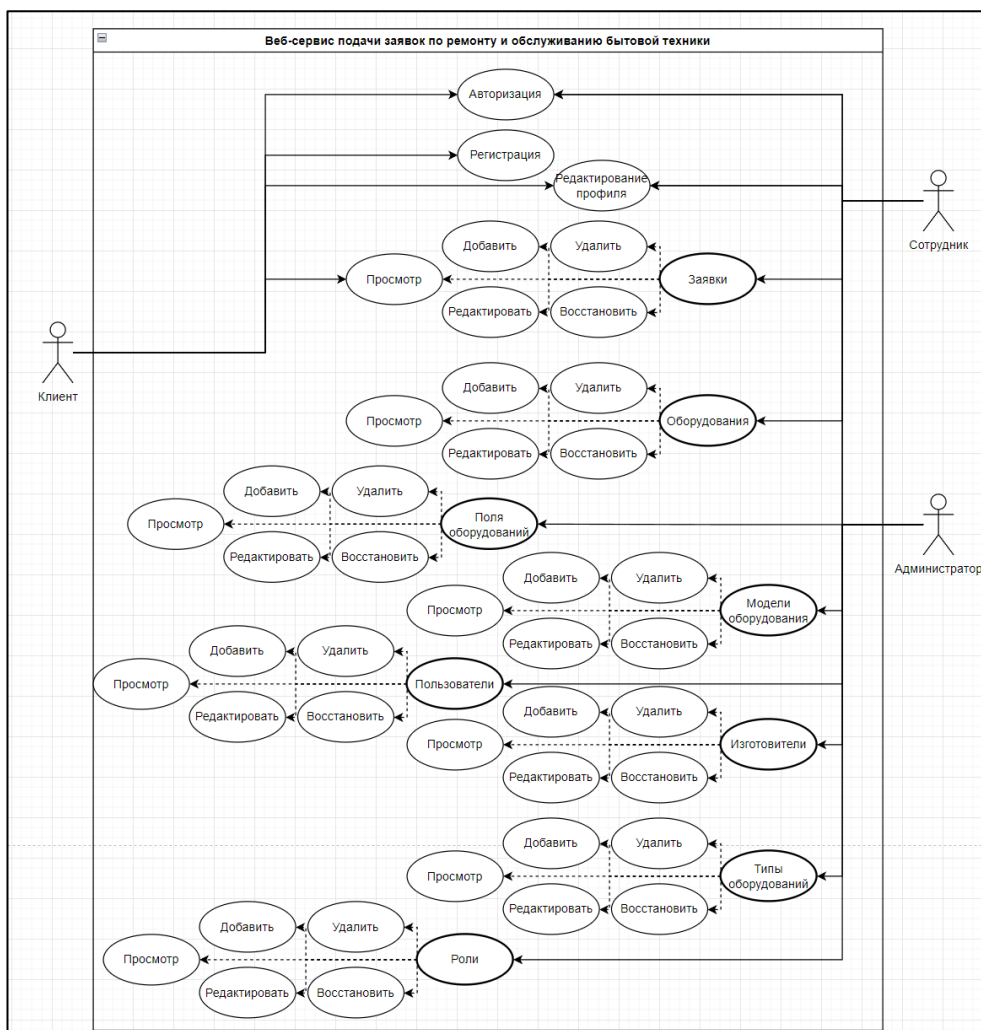 Веб-сервис подачи заявок по ремонту и обслуживанию бытовой техники
Авторизация
Регистрация
Редактирование
профиля
Сотрудник
Добавить
Удалить
Просмотр
Заявки
Редактировать
Восстановить
Клиент
Добавить
Удалить
Просмотр
Оборудования
Редактировать
Восстановить
Добавить
Удалить
Просмотр
Поля
оборудований
Редактировать
Восстановить
Администратор
Добавить
Удалить
Просмотр
Модели
оборудования
Редактировать
Восстановить
Добавить
Удалить
Просмотр
Пользователи
Редактировать
Восстановить
Добавить
Удалить
Просмотр
Изготовители
Редактировать
Восстановить
Добавить
Удалить
Просмотр
Типы
оборудований
Редактировать
Восстановить
Добавить
Удалить
Просмотр
Роли
Редактировать
Восстановить